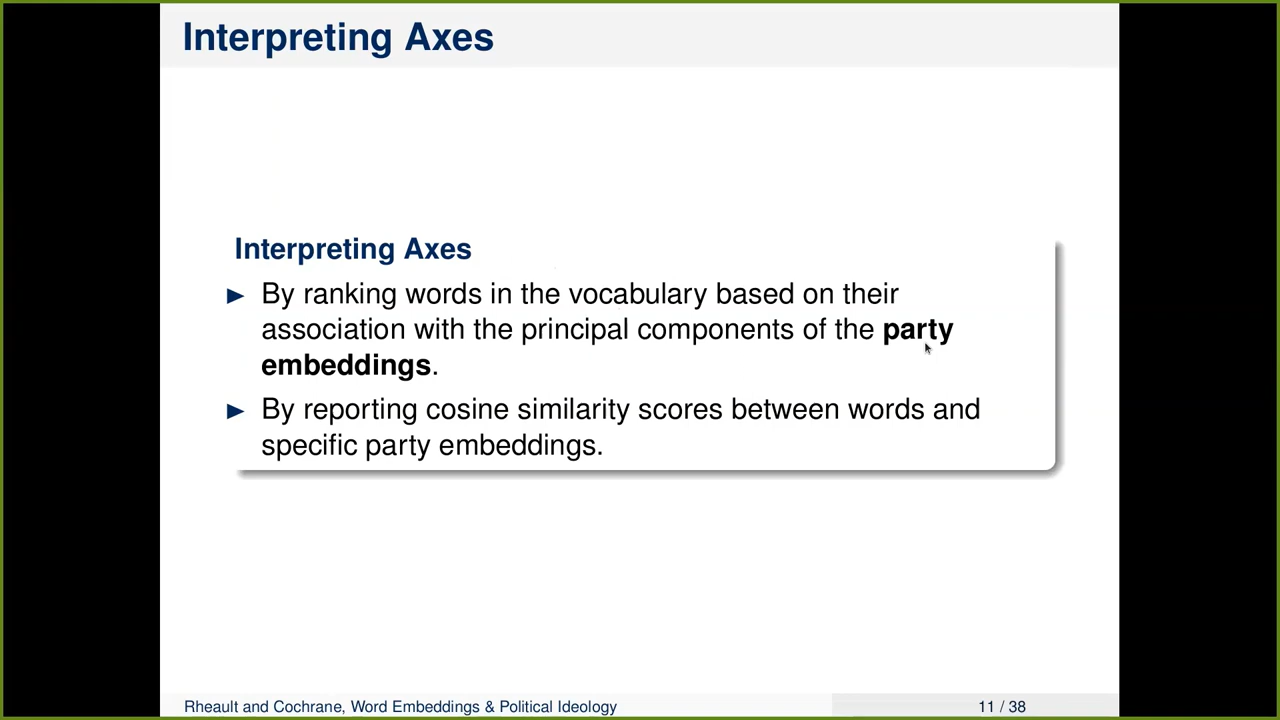 Interpreting Axes
Interpreting Axes
► By ranking words in the vocabulary based on their
association with the principal components of the party
embeddings.
► By reporting cosine similarity scores between words and
specific party embeddings.
Rheault and Cochrane, Word Embeddings & Political Ideology
11 / 38